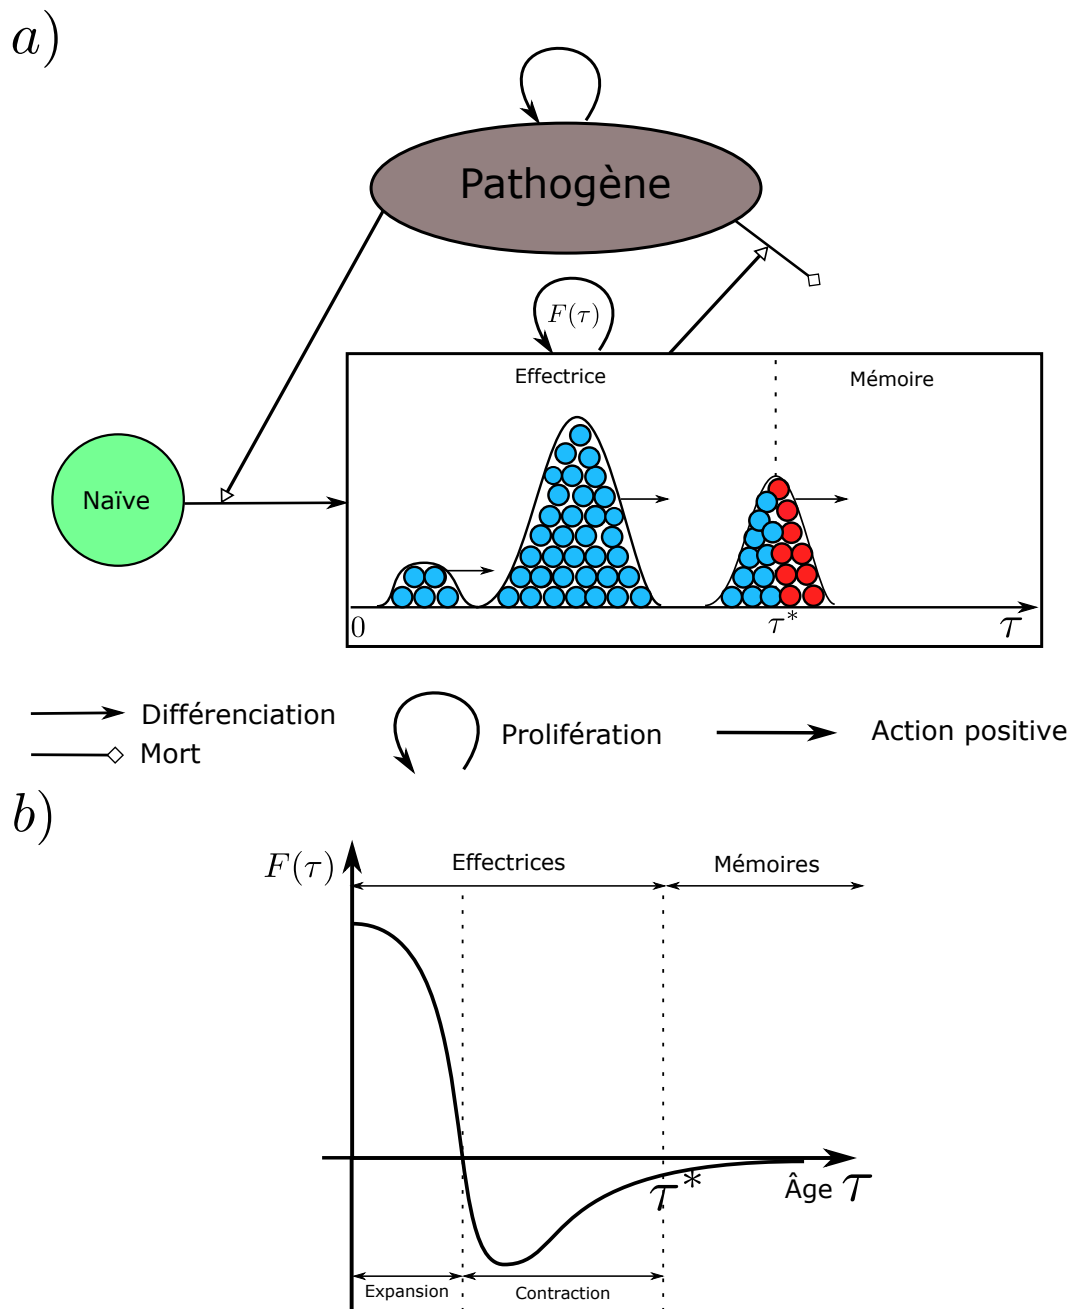 a)
Pathogène
F(τ)
Effectrice
Mémoire
Naïve
0
τ*
τ
Différenciation
Mort
Prolifération
Action positive
b)
F(τ)
Effectrices
Mémoires
τ*
Âge τ
Expansion
Contraction